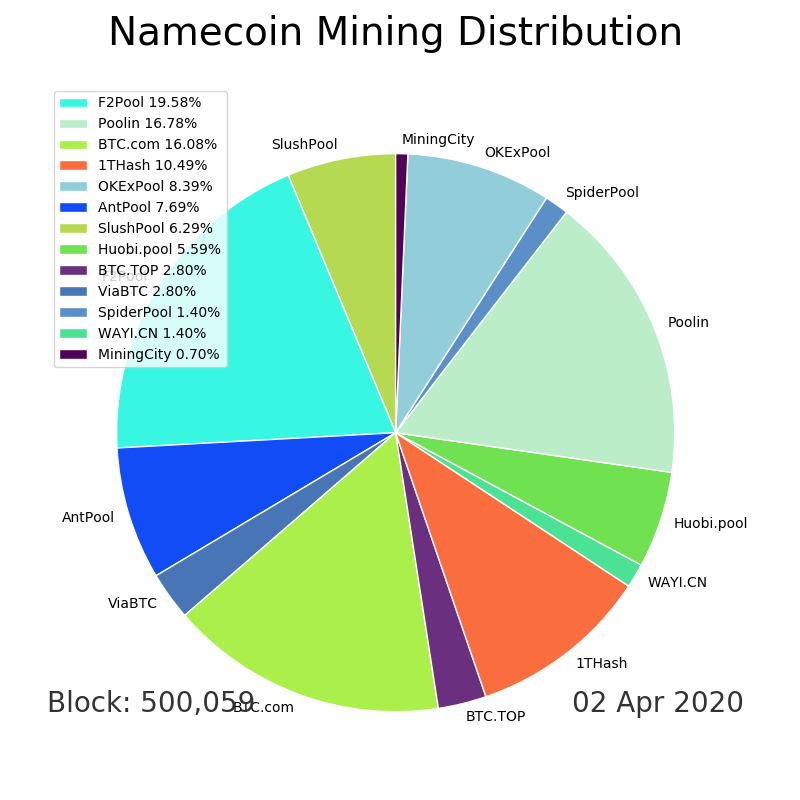 Namecoin Mining Distribution
F2Pool 19.58%
Poolin 16.78%
BTC.com 16.08%
1THash 10.49%
OKExPool 8.39%
AntPool 7.69%
SlushPool 6.29%
Huobi.pool 5.59%
BTC.TOP 2.80%
ViaBTC 2.80%
SpiderPool 1.40%
WAYI.CN 1.40%
MiningCity 0.70%
SlushPool
MiningCity
OKExPool
SpiderPool
F2Pool
Poolin
AntPool
Huobi.pool
WAYI.CN
ViaBTC
1THash
BTC.com
BTC.TOP
Block: 500,059
02 Apr 2020